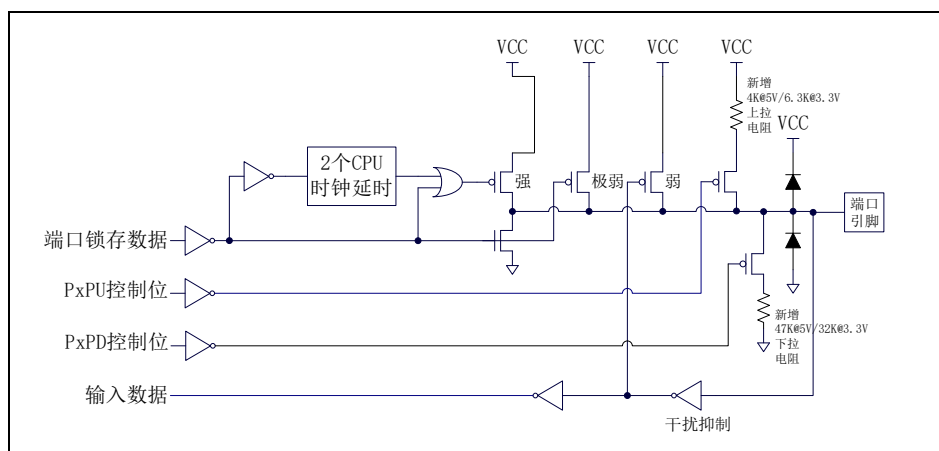 VCC
VCC
VCC
VCC
新增
4K@5V/6.3K@3.3V
上拉
电阻
VCC
2个CPU
时钟延时
强
极弱
弱
端口
引脚
端口锁存数据
PxPU控制位
新增
47K@5V/32K@3.3V
下拉
电阻
PxPD控制位
输入数据
干扰抑制